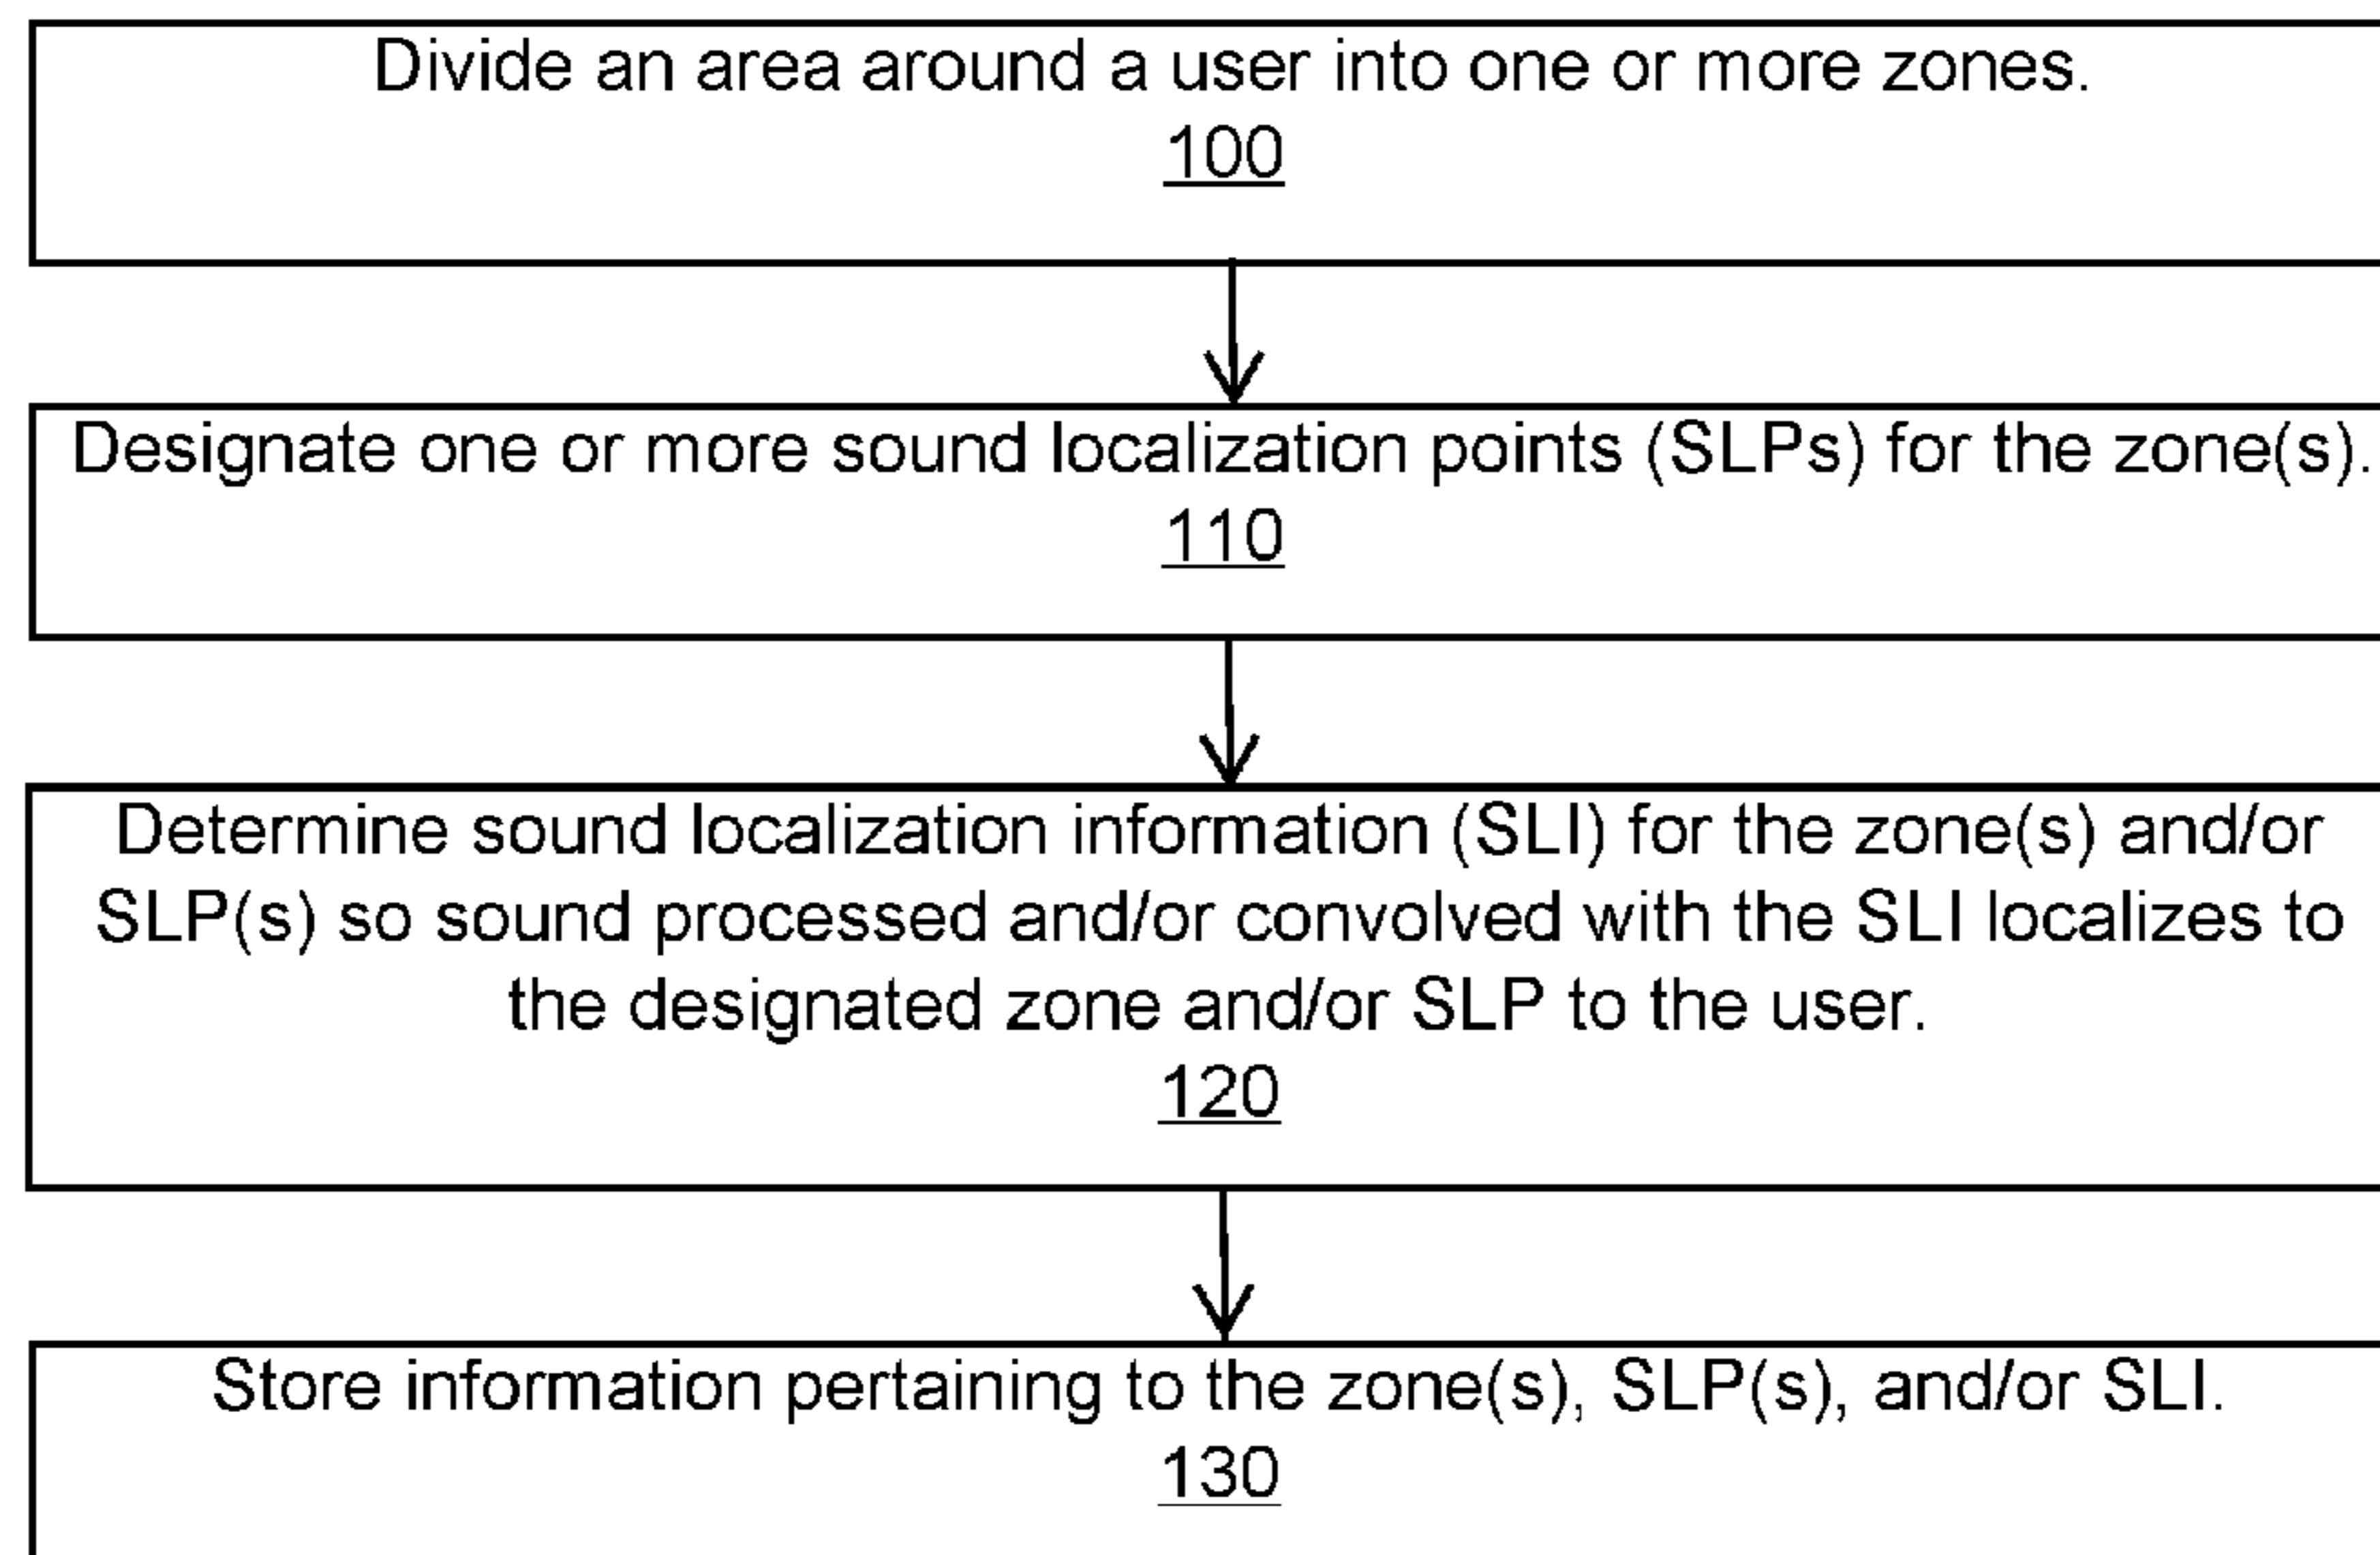 Divide an area around a user into one or more zones.
100
Designate one or more sound localization points (SLPs) for the zone(s).
110
Determine sound localization information (SLI) for the zone(s) and/or
SLP(s) so sound processed and/or convolved with the SLI localizes to
the designated zone and/or SLP to the user.
120
Store information pertaining to the zone(s), SLP(s), and/or SLI.
130